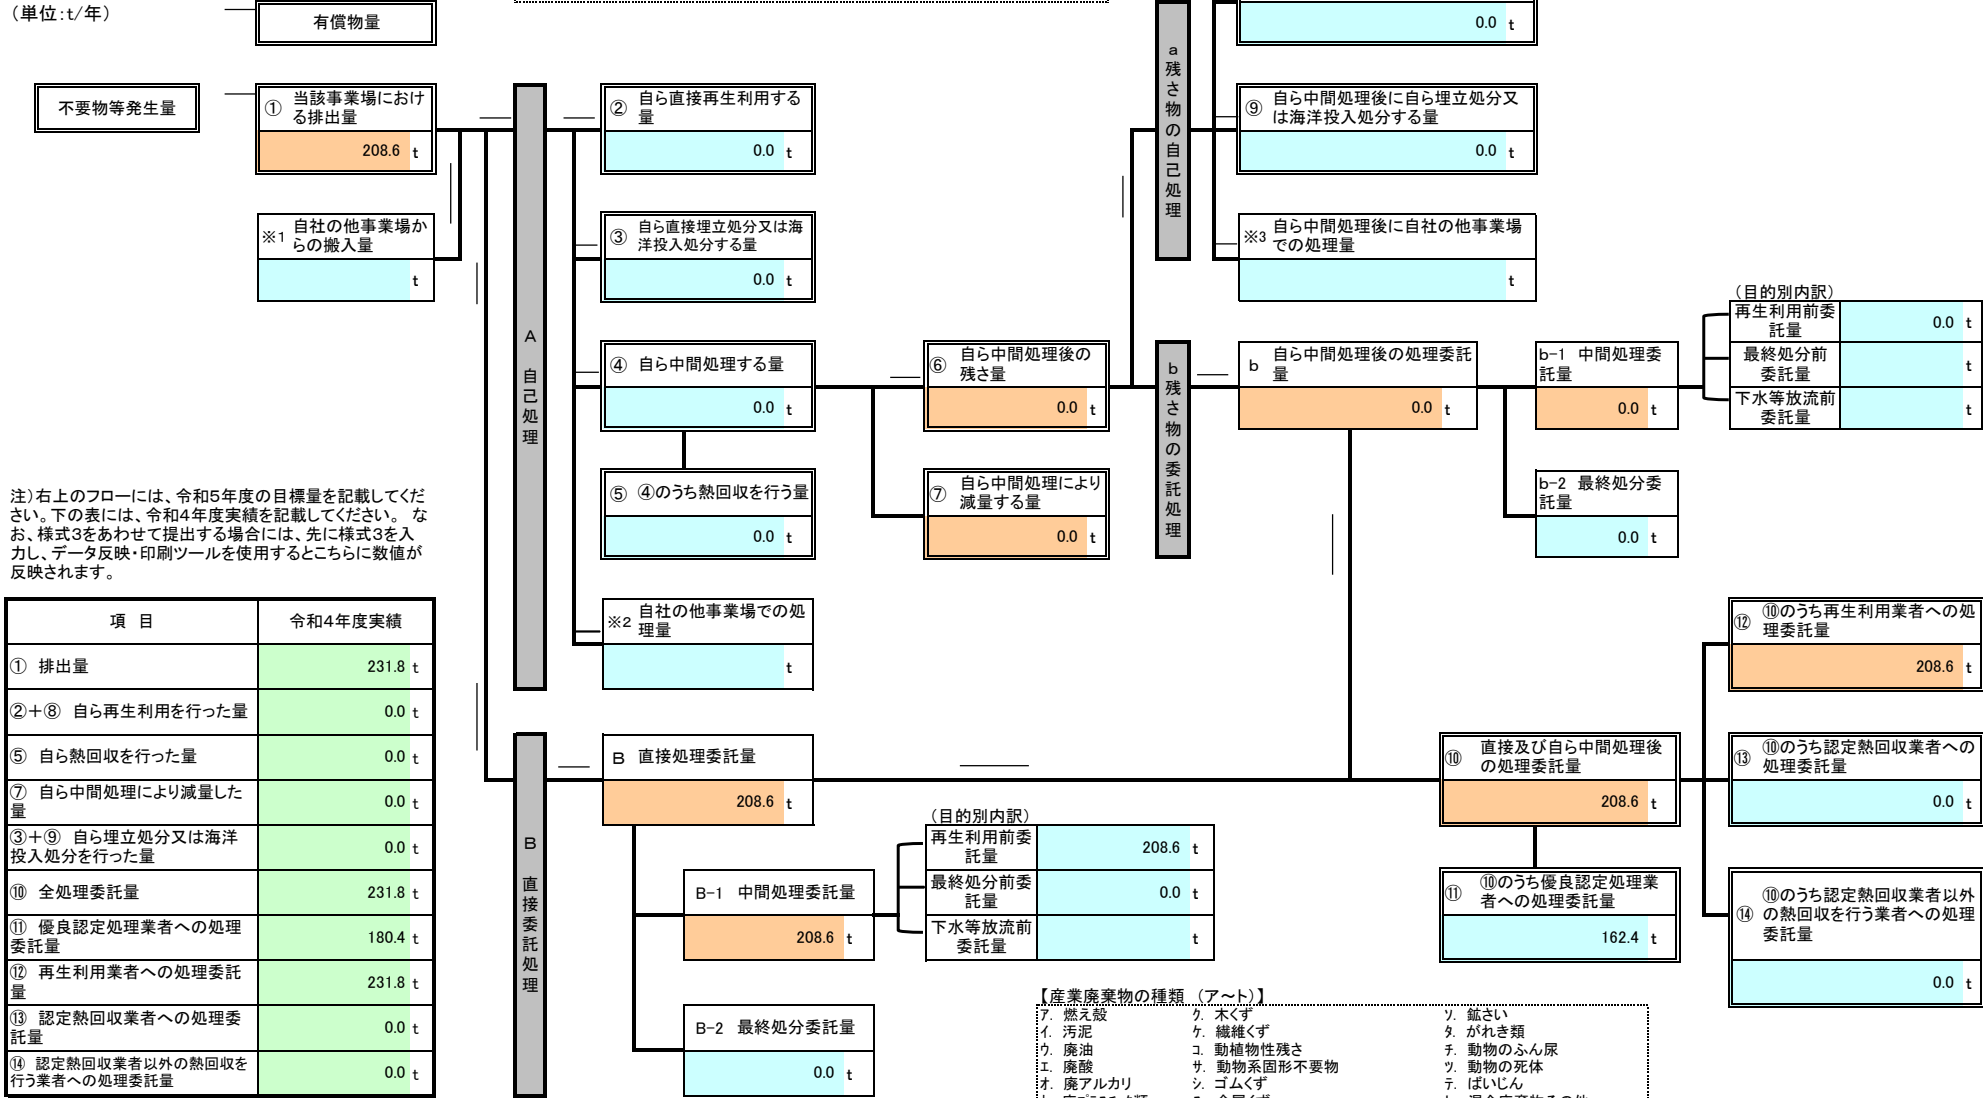 （単位:t/年）
有償物量
0.0 t
不要物等発生量
① 当該事業場におけ
る排出量
208.6 t
※1 自社の他事業場か
らの搬入量
t
A 自己処理
② 自ら直接再生利用する
量
0.0 t
③ 自ら直接埋立処分又は海
洋投入処分する量
0.0 t
④ 自ら中間処理する量
0.0 t
⑤ ④のうち熱回収を行う量
0.0 t
※2 自社の他事業場での処
理量
t
⑥ 自ら中間処理後の
残さ量
0.0 t
⑦ 自ら中間処理により
減量する量
0.0 t
a残さ物の自己処理
⑨ 自ら中間処理後に自ら埋立処分又
は海洋投入処分する量
0.0 t
※3 自ら中間処理後に自社の他事業場
での処理量
t
b残さ物の委託処理
b 自ら中間処理後の処理委託
量
0.0 t
b-1 中間処理委
託量
0.0 t
（目的別内訳）
再生利用前委
託量
0.0 t
最終処分前
委託量
t
下水等放流前
委託量
t
b-2 最終処分委
託量
0.0 t
注）右上のフローには、令和5年度の目標量を記載してくだ
さい。下の表には、令和4年度実績を記載してください。 な
お、様式3をあわせて提出する場合には、先に様式3を入
力し、データ反映・印刷ツールを使用するとこちらに数値が
反映されます。
項 目 令和4年度実績
① 排出量 231.8 t
②＋⑧ 自ら再生利用を行った量 0.0 t
⑤ 自ら熱回収を行った量 0.0 t
⑦ 自ら中間処理により減量した
量 0.0 t
③＋⑨ 自ら埋立処分又は海洋
投入処分を行った量 0.0 t
⑩ 全処理委託量 231.8 t
⑪ 優良認定処理業者への処理
委託量 180.4 t
⑫ 再生利用業者への処理委託
量 231.8 t
⑬ 認定熱回収業者への処理委
託量 0.0 t
⑭ 認定熱回収業者以外の熱回収を
行う業者への処理委託量 0.0 t
B 直接委託処理
B 直接処理委託量
208.6 t
B-1 中間処理委託量
208.6 t
（目的別内訳）
再生利用前委
託量
208.6 t
最終処分前委
託量
0.0 t
下水等放流前
委託量
t
B-2 最終処分委託量
0.0 t
⑩ 直接及び自ら中間処理後
の処理委託量
208.6 t
⑪ ⑩のうち優良認定処理業
者への処理委託量
162.4 t
⑫ ⑩のうち再生利用業者への処
理委託量
208.6 t
⑬ ⑩のうち認定熱回収業者への
処理委託量
0.0 t
⑭ ⑩のうち認定熱回収業者以外
の熱回収を行う業者への処理
委託量
0.0 t
【産業廃棄物の種類 （ア～ト）】
ア. 燃え殻 ク. 木くず ソ. 鉱さい
イ. 汚泥 ケ. 繊維くず タ. がれき類
ウ. 廃油 コ. 動植物性残さ チ. 動物のふん尿
エ. 廃酸 サ. 動物系固形不要物 ツ. 動物の死体
オ. 廃アルカリ シ. ゴムくず テ. ばいじん